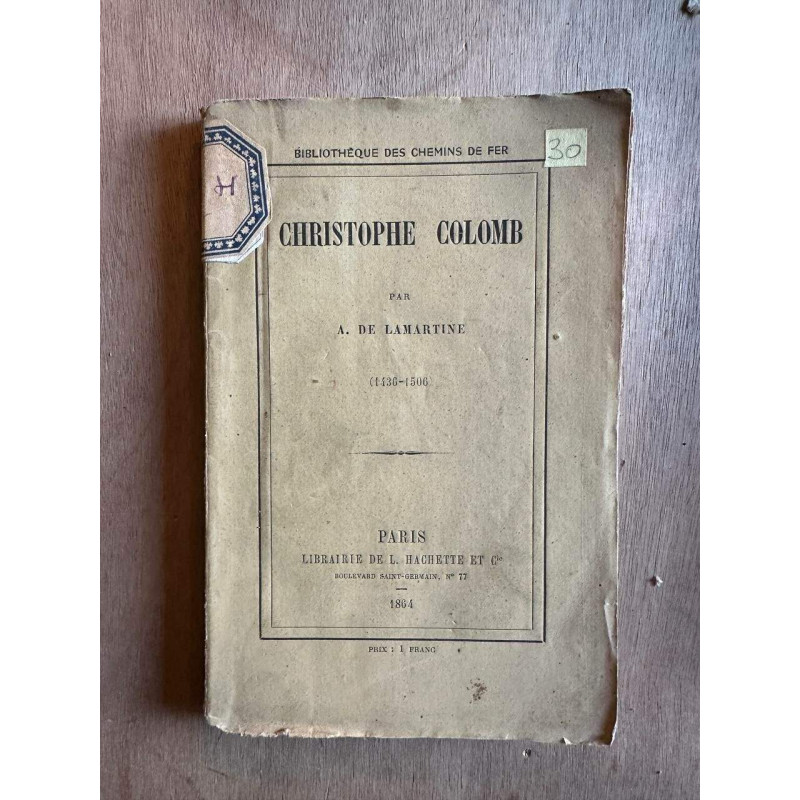 BIBLIOTHÈQUE DES CHEMINS DE FER
30
H
CHRISTOPHE COLOMB
PAR
A. DE LAMARTINE
(1436-1506)
PARIS
LIBRAIRIE DE L. HACHETTE ET Cie
BOULEVARD SAINT-GERMAIN, No 77
1864
PRIX : 1 FRANC